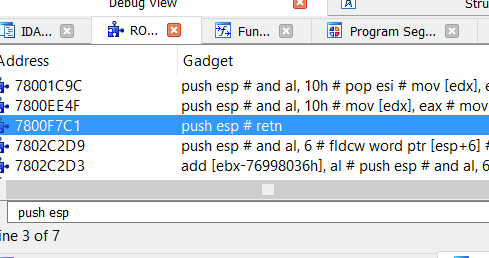 Debug View
Stru
IDA...
RO...
Fun...
Program Seg...
Address Gadget
78001C9C push esp # and al, 10h # pop esi # mov [edx], e
7800EE4F push esp # and al, 10h # mov [edx], eax # mov
7800F7C1 push esp # retn
7802C2D9 push esp # and al, 6 # fldcw word ptr [esp+6] #
7802C2D3 add [ebx-76998036h], al # push esp # and al, 6
push esp
ine 3 of 7